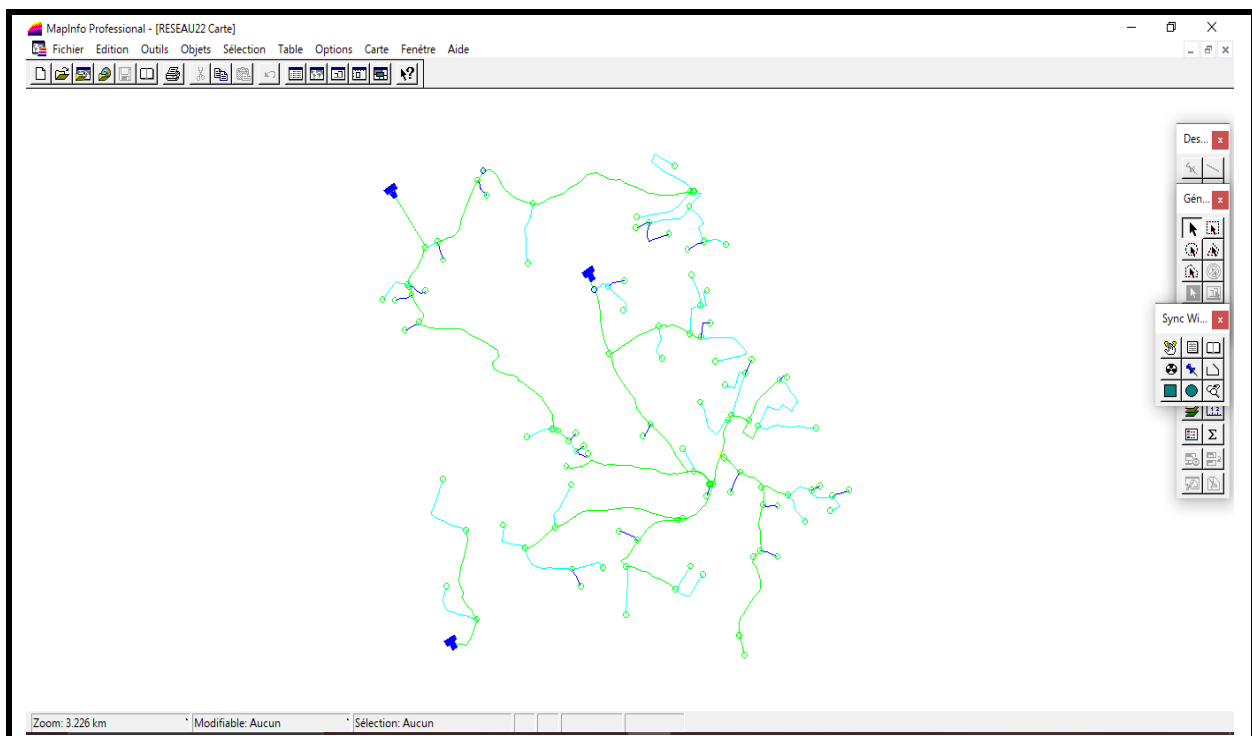 MapInfo Professional - [RESEAU22 Carte]
Fichier Edition Outils Objets Sélection Table Options Carte Fenêtre Aide
Des...
Gén...
Sync Wi...
Zoom: 3.226 km Modifiable: Aucun Sélection: Aucun